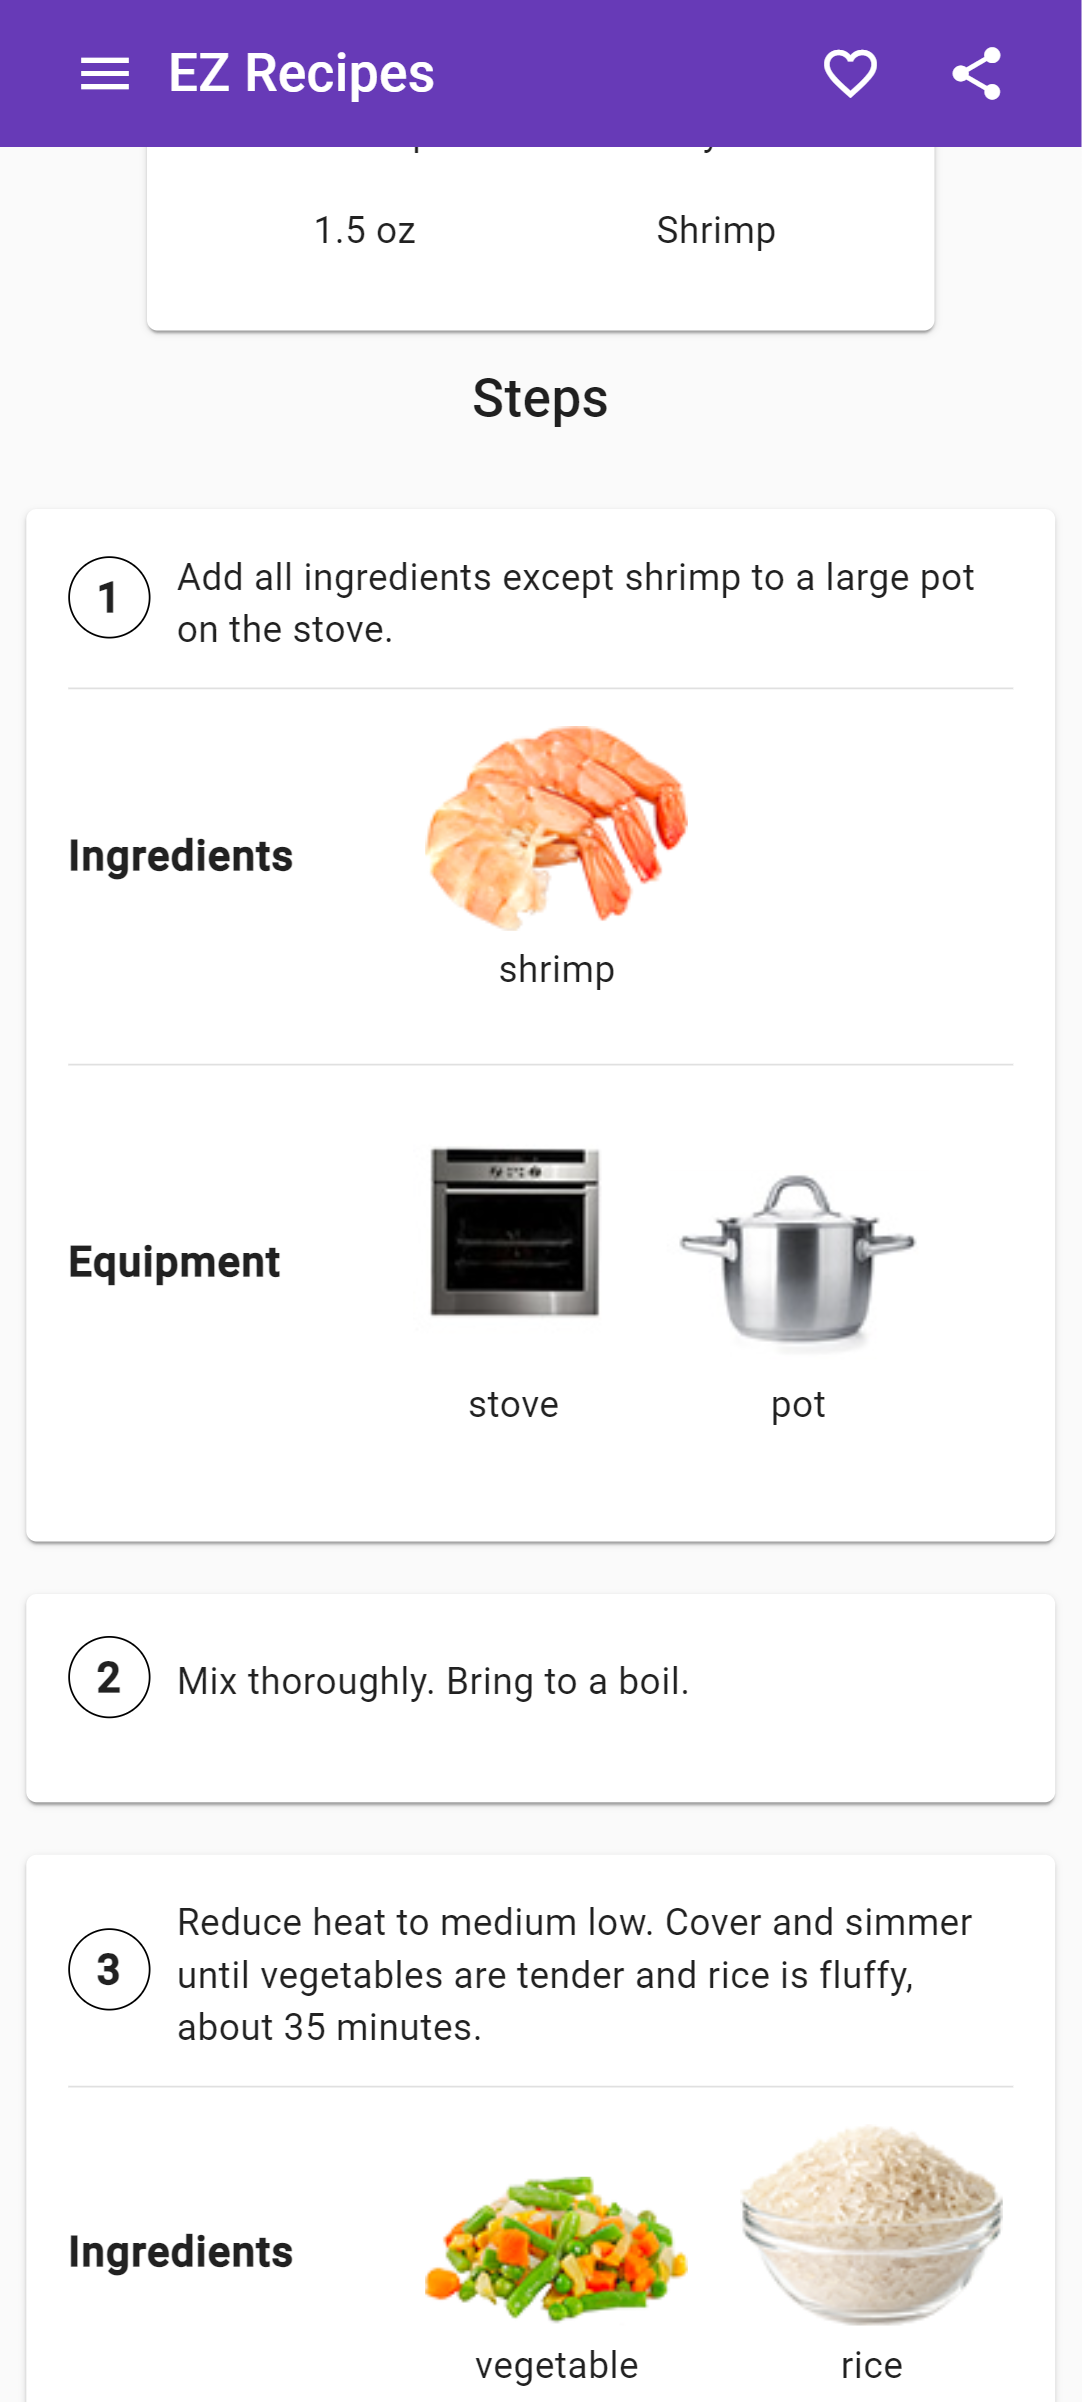 EZ Recipes
1.5 oz Shrimp
Steps
1 Add all ingredients except shrimp to a large pot
on the stove.
Ingredients
shrimp
Equipment
stove pot
2 Mix thoroughly. Bring to a boil.
3 Reduce heat to medium low. Cover and simmer
until vegetables are tender and rice is fluffy,
about 35 minutes.
Ingredients
vegetable rice